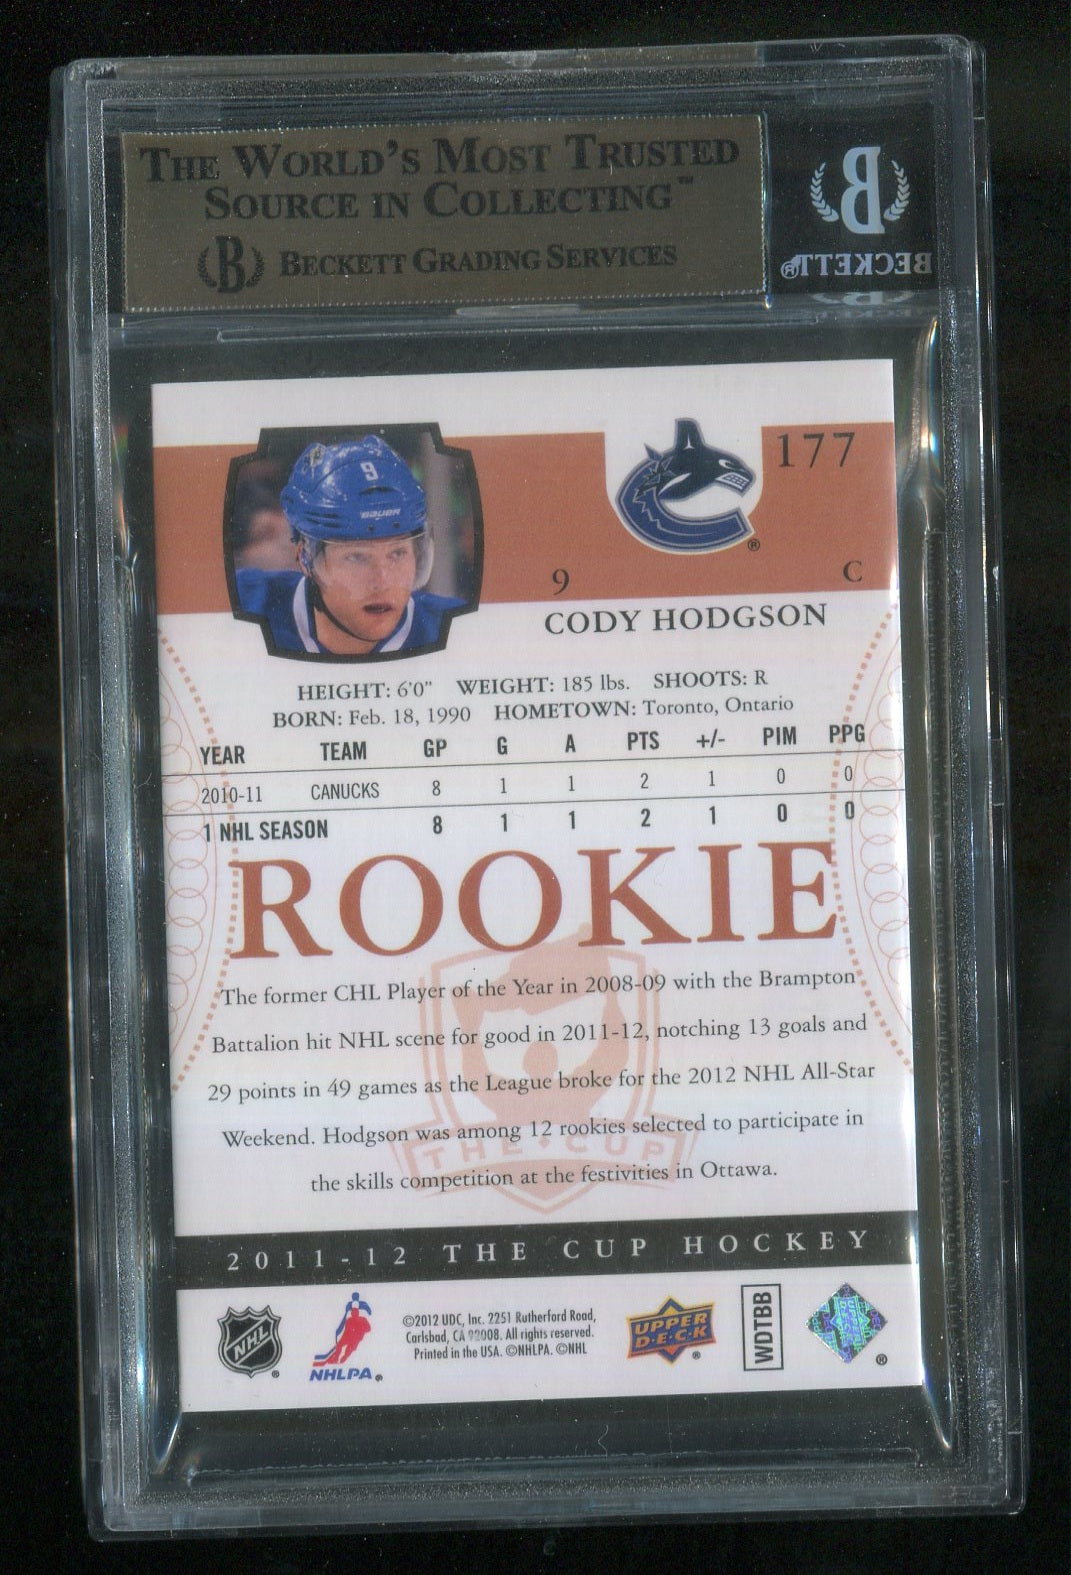 THE WORLD'S MOST TRUSTED
SOURCE IN COLLECTING™
B BECKETT GRADING SERVICES
B
BECKETT®
177
9
BAUER
®
9 C
CODY HODGSON
HEIGHT: 6'0" WEIGHT: 185 lbs. SHOOTS: R
BORN: Feb. 18, 1990 HOMETOWN: Toronto, Ontario
YEAR TEAM GP G A PTS +/- PIM PPG
2010-11 CANUCKS 8 1 1 2 1 0 0
1 NHL SEASON 8 1 1 2 1 0 0
ROOKIE
The former CHL Player of the Year in 2008-09 with the Brampton
Battalion hit NHL scene for good in 2011-12, notching 13 goals and
29 points in 49 games as the League broke for the 2012 NHL All-Star
Weekend. Hodgson was among 12 rookies selected to participate in
THE·CUP
the skills competition at the festivities in Ottawa.
2011-12 THE CUP HOCKEY
NHL ®
NHLPA®
©2012 UDC, Inc. 2251 Rutherford Road,
Carlsbad, CA 92008. All rights reserved.
Printed in the USA. ©NHLPA. ©NHL
UPPER
DECK ®
WDTBB
®